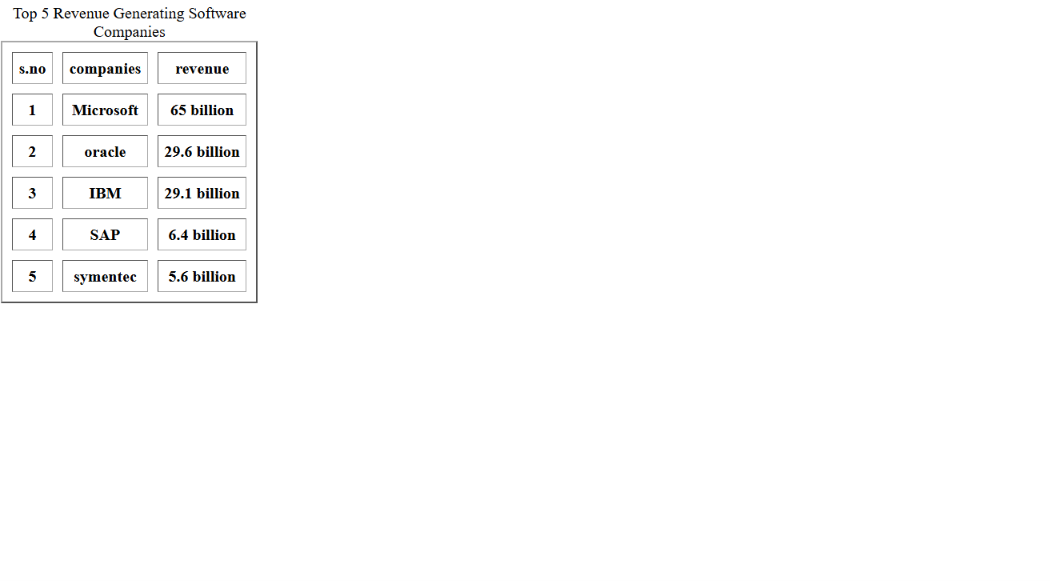 Top 5 Revenue Generating Software
Companies
s.no companies revenue
1 Microsoft 65 billion
2 oracle 29.6 billion
3 IBM 29.1 billion
4 SAP 6.4 billion
5 symentec 5.6 billion